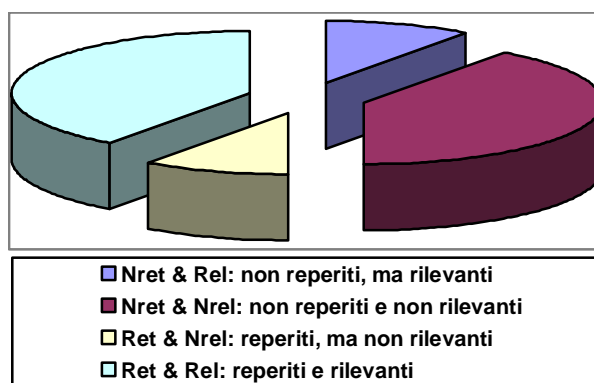 Nret & Rel: non reperiti, ma rilevanti
Nret & Nrel: non reperiti e non rilevanti
Ret & Nrel: reperiti, ma non rilevanti
Ret & Rel: reperiti e rilevanti